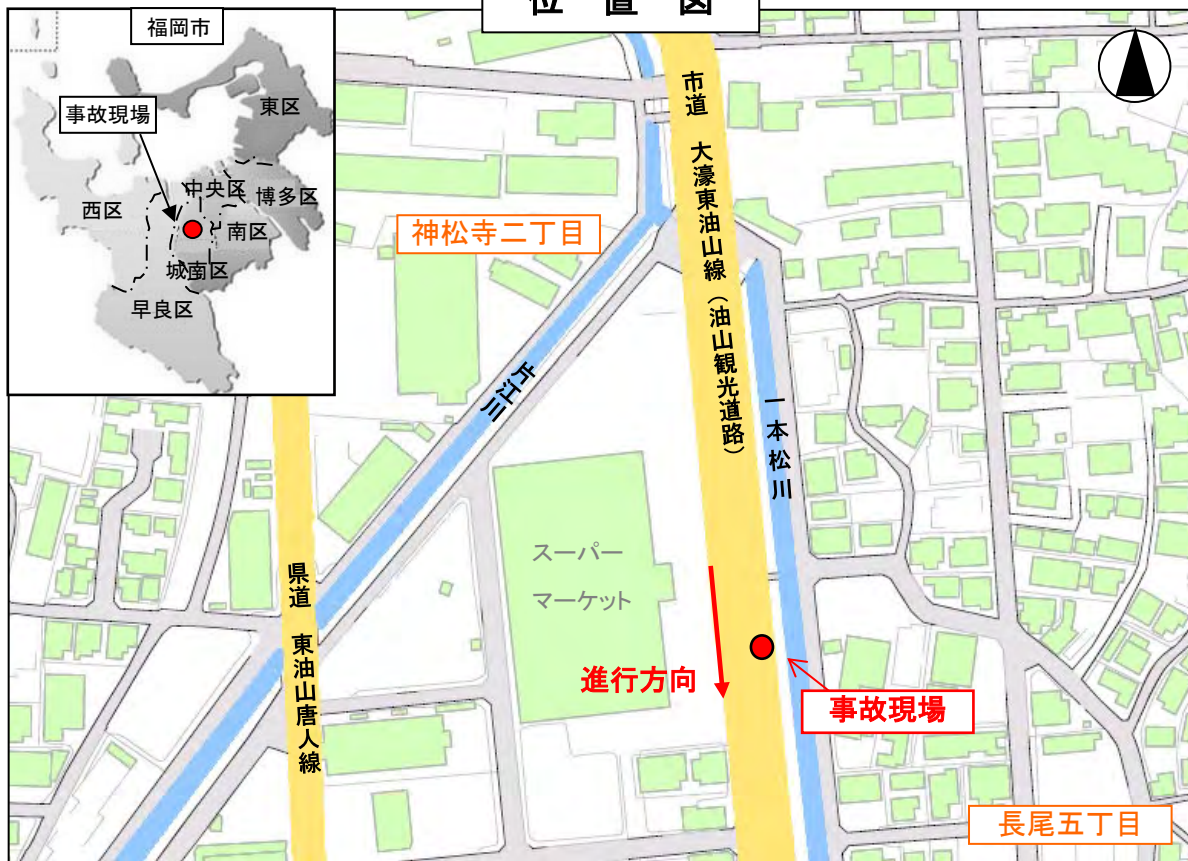 位 置 図
福岡市
事故現場
東区
中央区
博多区
西区
南区
城南区
早良区
市道 大濠東油山線(油山観光道路)
神松寺二丁目
片江川
一本松川
スーパー
マーケット
県道 東油山唐人線
進行方向
事故現場
長尾五丁目